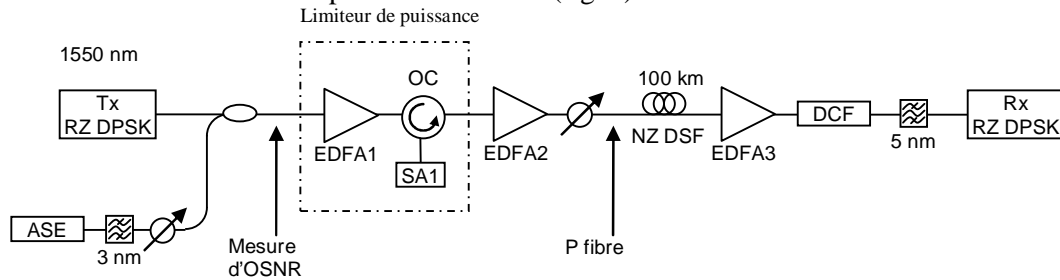 Limiteur de puissance
1550 nm
Tx
RZ DPSK
EDFA1
OC
SA1
EDFA2
100 km
NZ DSF
EDFA3
DCF
5 nm
Rx
RZ DPSK
ASE
3 nm
Mesure
d'OSNR
P fibre